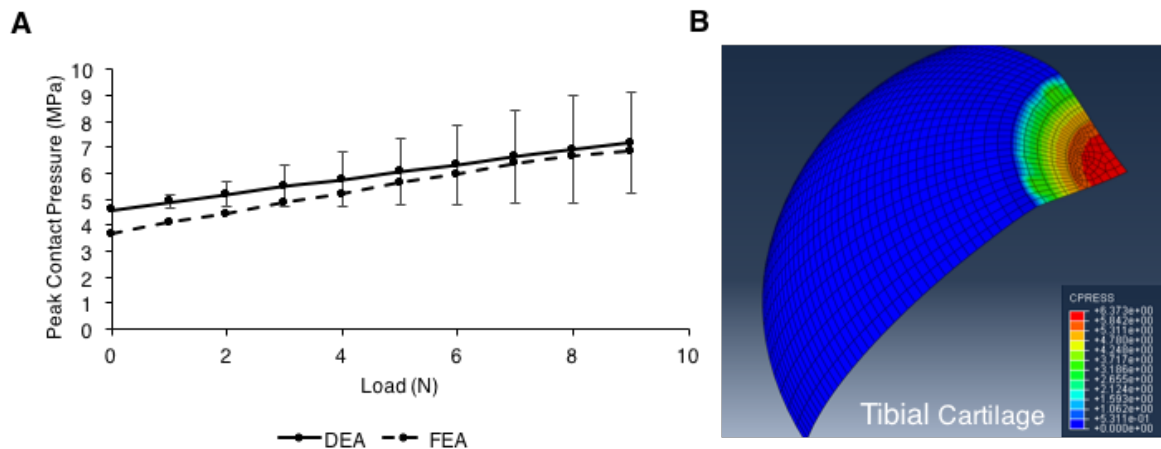 A
B
Peak Contact Pressure (MPa)
10
9
8
7
6
5
4
3
2
1
0
0 2 4 6 8 10
Load (N)
DEA FEA
CPRESS
+6.373e+00
+5.842e+00
+5.311e+00
+4.780e+00
+4.248e+00
+3.717e+00
+3.186e+00
+2.655e+00
+2.124e+00
+1.593e+00
+1.062e+00
+5.311e-01
+0.000e+00
Tibial Cartilage